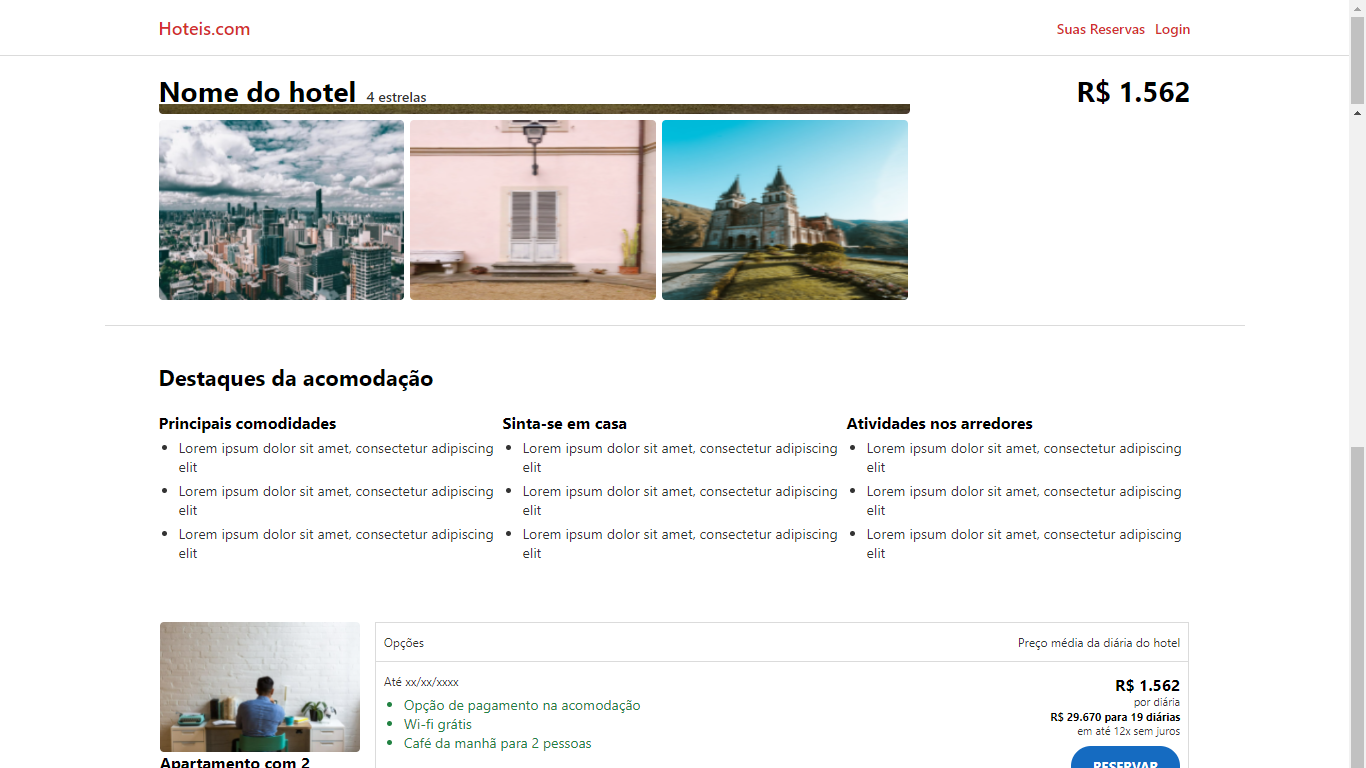 Hoteis.com
Suas Reservas Login
Nome do hotel 4 estrelas
R$ 1.562
Destaques da acomodação
Principais comodidades
Lorem ipsum dolor sit amet, consectetur adipiscing
elit
Lorem ipsum dolor sit amet, consectetur adipiscing
elit
Lorem ipsum dolor sit amet, consectetur adipiscing
elit
Sinta-se em casa
Lorem ipsum dolor sit amet, consectetur adipiscing
elit
Lorem ipsum dolor sit amet, consectetur adipiscing
elit
Lorem ipsum dolor sit amet, consectetur adipiscing
elit
Atividades nos arredores
Lorem ipsum dolor sit amet, consectetur adipiscing
elit
Lorem ipsum dolor sit amet, consectetur adipiscing
elit
Lorem ipsum dolor sit amet, consectetur adipiscing
elit
Apartamento com 2
Opções
Preço média da diária do hotel
Até xx/xx/xxxx
Opção de pagamento na acomodação
Wi-fi grátis
Café da manhã para 2 pessoas
R$ 1.562
por diária
R$ 29.670 para 19 diárias
em até 12x sem juros
RESERVAR